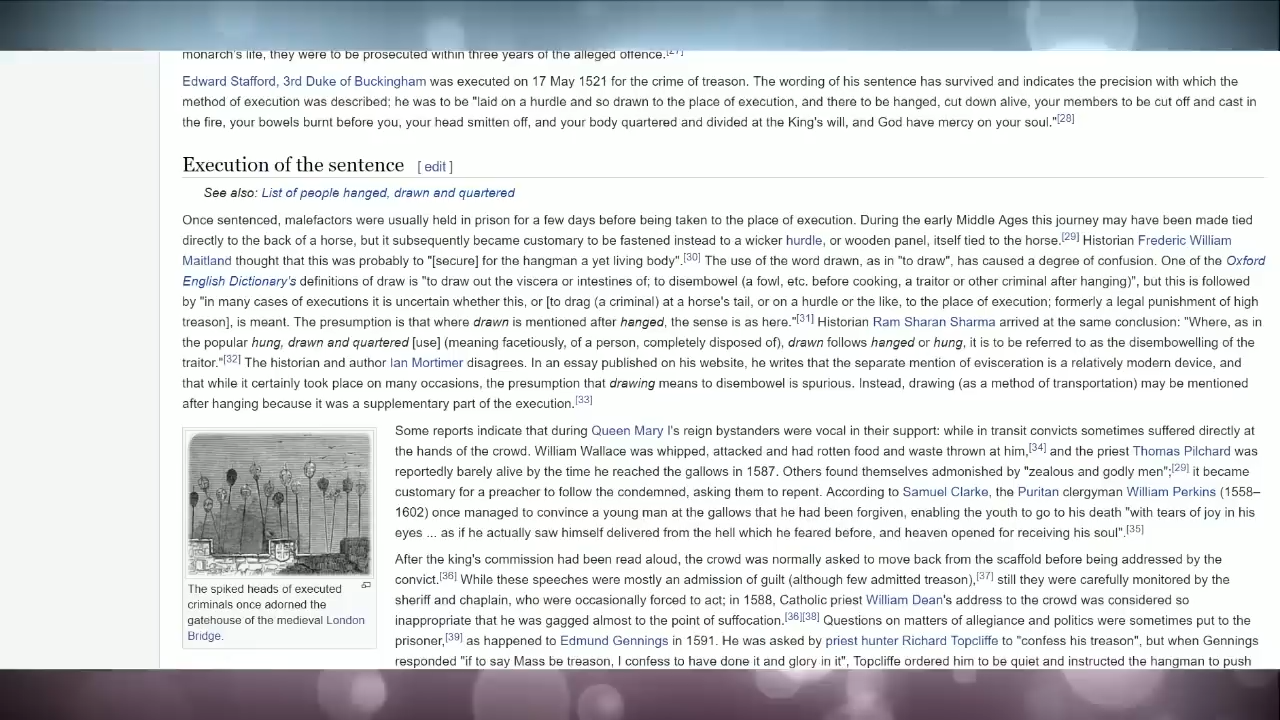 monarch's life, they were to be prosecuted within three years of the alleged offence.[27]
Edward Stafford, 3rd Duke of Buckingham was executed on 17 May 1521 for the crime of treason. The wording of his sentence has survived and indicates the precision with which the
method of execution was described; he was to be "laid on a hurdle and so drawn to the place of execution, and there to be hanged, cut down alive, your members to be cut off and cast in
the fire, your bowels burnt before you, your head smitten off, and your body quartered and divided at the King's will, and God have mercy on your soul."[28]
Execution of the sentence [ edit ]
See also: List of people hanged, drawn and quartered
Once sentenced, malefactors were usually held in prison for a few days before being taken to the place of execution. During the early Middle Ages this journey may have been made tied
directly to the back of a horse, but it subsequently became customary to be fastened instead to a wicker hurdle, or wooden panel, itself tied to the horse.[29] Historian Frederic William
Maitland thought that this was probably to "[secure] for the hangman a yet living body".[30] The use of the word drawn, as in "to draw", has caused a degree of confusion. One of the Oxford
English Dictionary's definitions of draw is "to draw out the viscera or intestines of; to disembowel (a fowl, etc. before cooking, a traitor or other criminal after hanging)", but this is followed
by "in many cases of executions it is uncertain whether this, or [to drag (a criminal) at a horse's tail, or on a hurdle or the like, to the place of execution; formerly a legal punishment of high
treason], is meant. The presumption is that where drawn is mentioned after hanged, the sense is as here."[31] Historian Ram Sharan Sharma arrived at the same conclusion: "Where, as in
the popular hung, drawn and quartered [use] (meaning facetiously, of a person, completely disposed of), drawn follows hanged or hung, it is to be referred to as the disembowelling of the
traitor."[32] The historian and author Ian Mortimer disagrees. In an essay published on his website, he writes that the separate mention of evisceration is a relatively modern device, and
that while it certainly took place on many occasions, the presumption that drawing means to disembowel is spurious. Instead, drawing (as a method of transportation) may be mentioned
after hanging because it was a supplementary part of the execution.[33]
The spiked heads of executed
criminals once adorned the
gatehouse of the medieval London
Bridge.
Some reports indicate that during Queen Mary I's reign bystanders were vocal in their support: while in transit convicts sometimes suffered directly at
the hands of the crowd. William Wallace was whipped, attacked and had rotten food and waste thrown at him,[34] and the priest Thomas Pilchard was
reportedly barely alive by the time he reached the gallows in 1587. Others found themselves admonished by "zealous and godly men";[29] it became
customary for a preacher to follow the condemned, asking them to repent. According to Samuel Clarke, the Puritan clergyman William Perkins (1558–
1602) once managed to convince a young man at the gallows that he had been forgiven, enabling the youth to go to his death "with tears of joy in his
eyes ... as if he actually saw himself delivered from the hell which he feared before, and heaven opened for receiving his soul".[35]
After the king's commission had been read aloud, the crowd was normally asked to move back from the scaffold before being addressed by the
convict.[36] While these speeches were mostly an admission of guilt (although few admitted treason),[37] still they were carefully monitored by the
sheriff and chaplain, who were occasionally forced to act; in 1588, Catholic priest William Dean's address to the crowd was considered so
inappropriate that he was gagged almost to the point of suffocation.[36][38] Questions on matters of allegiance and politics were sometimes put to the
prisoner,[39] as happened to Edmund Gennings in 1591. He was asked by priest hunter Richard Topcliffe to "confess his treason", but when Gennings
responded "if to say Mass be treason, I confess to have done it and glory in it", Topcliffe ordered him to be quiet and instructed the hangman to push